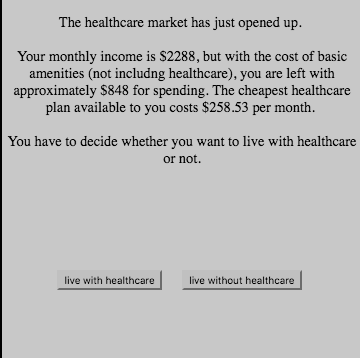 The healthcare market has just opened up.
Your monthly income is $2288, but with the cost of basic
amenities (not includng healthcare), you are left with
approximately $848 for spending. The cheapest healthcare
plan available to you costs $258.53 per month.
You have to decide whether you want to live with healthcare
or not.
live with healthcare
live without healthcare